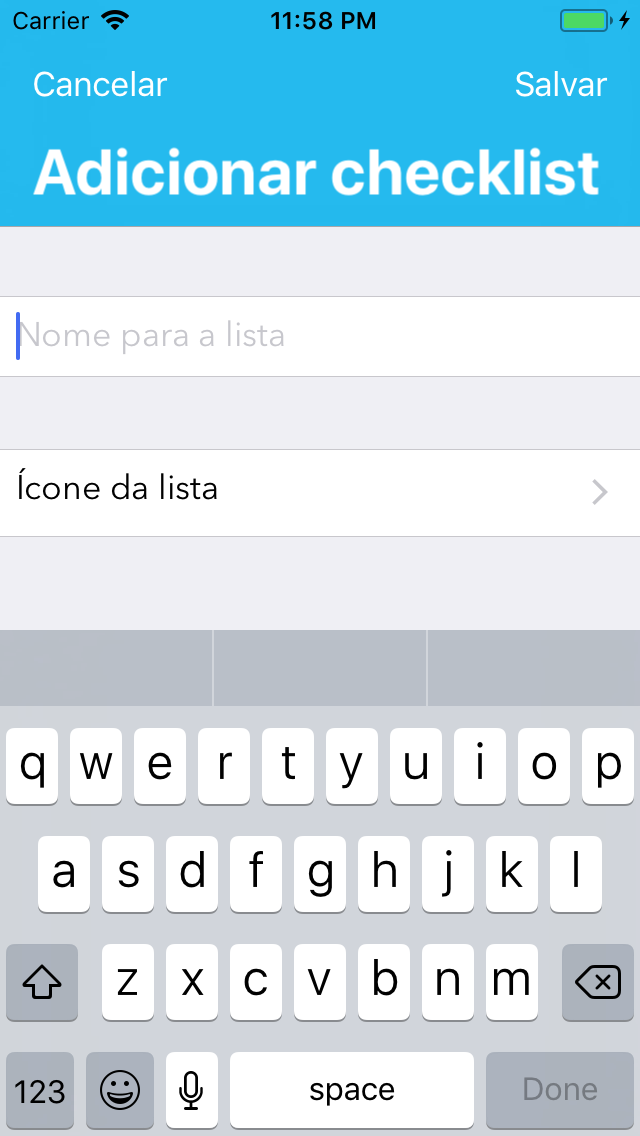 Carrier 11:58 PM
Cancelar Salvar
Adicionar checklist
Nome para a lista
Ícone da lista
q w e r t y u i o p
a s d f g h j k l
z x c v b n m
123 space Done